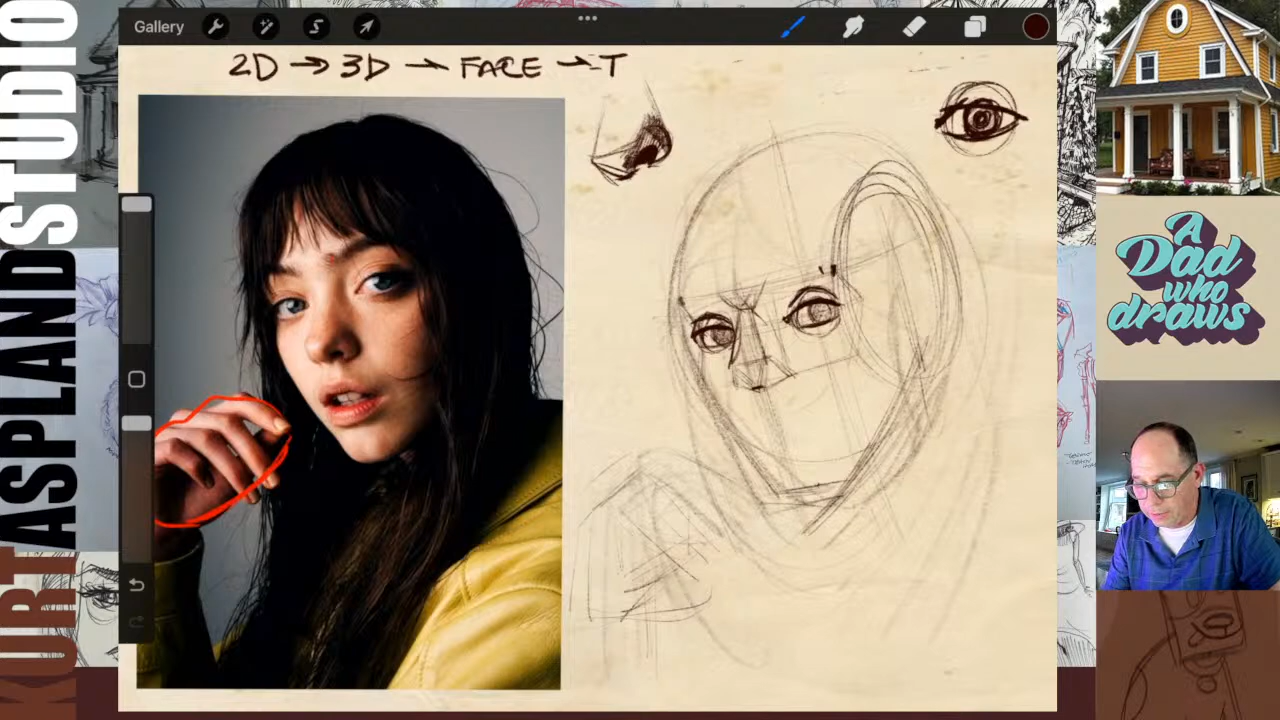 Gallery
2D → 3D → FACE → T
KURT ASPLAND STUDIO
A
Dad
who
draws